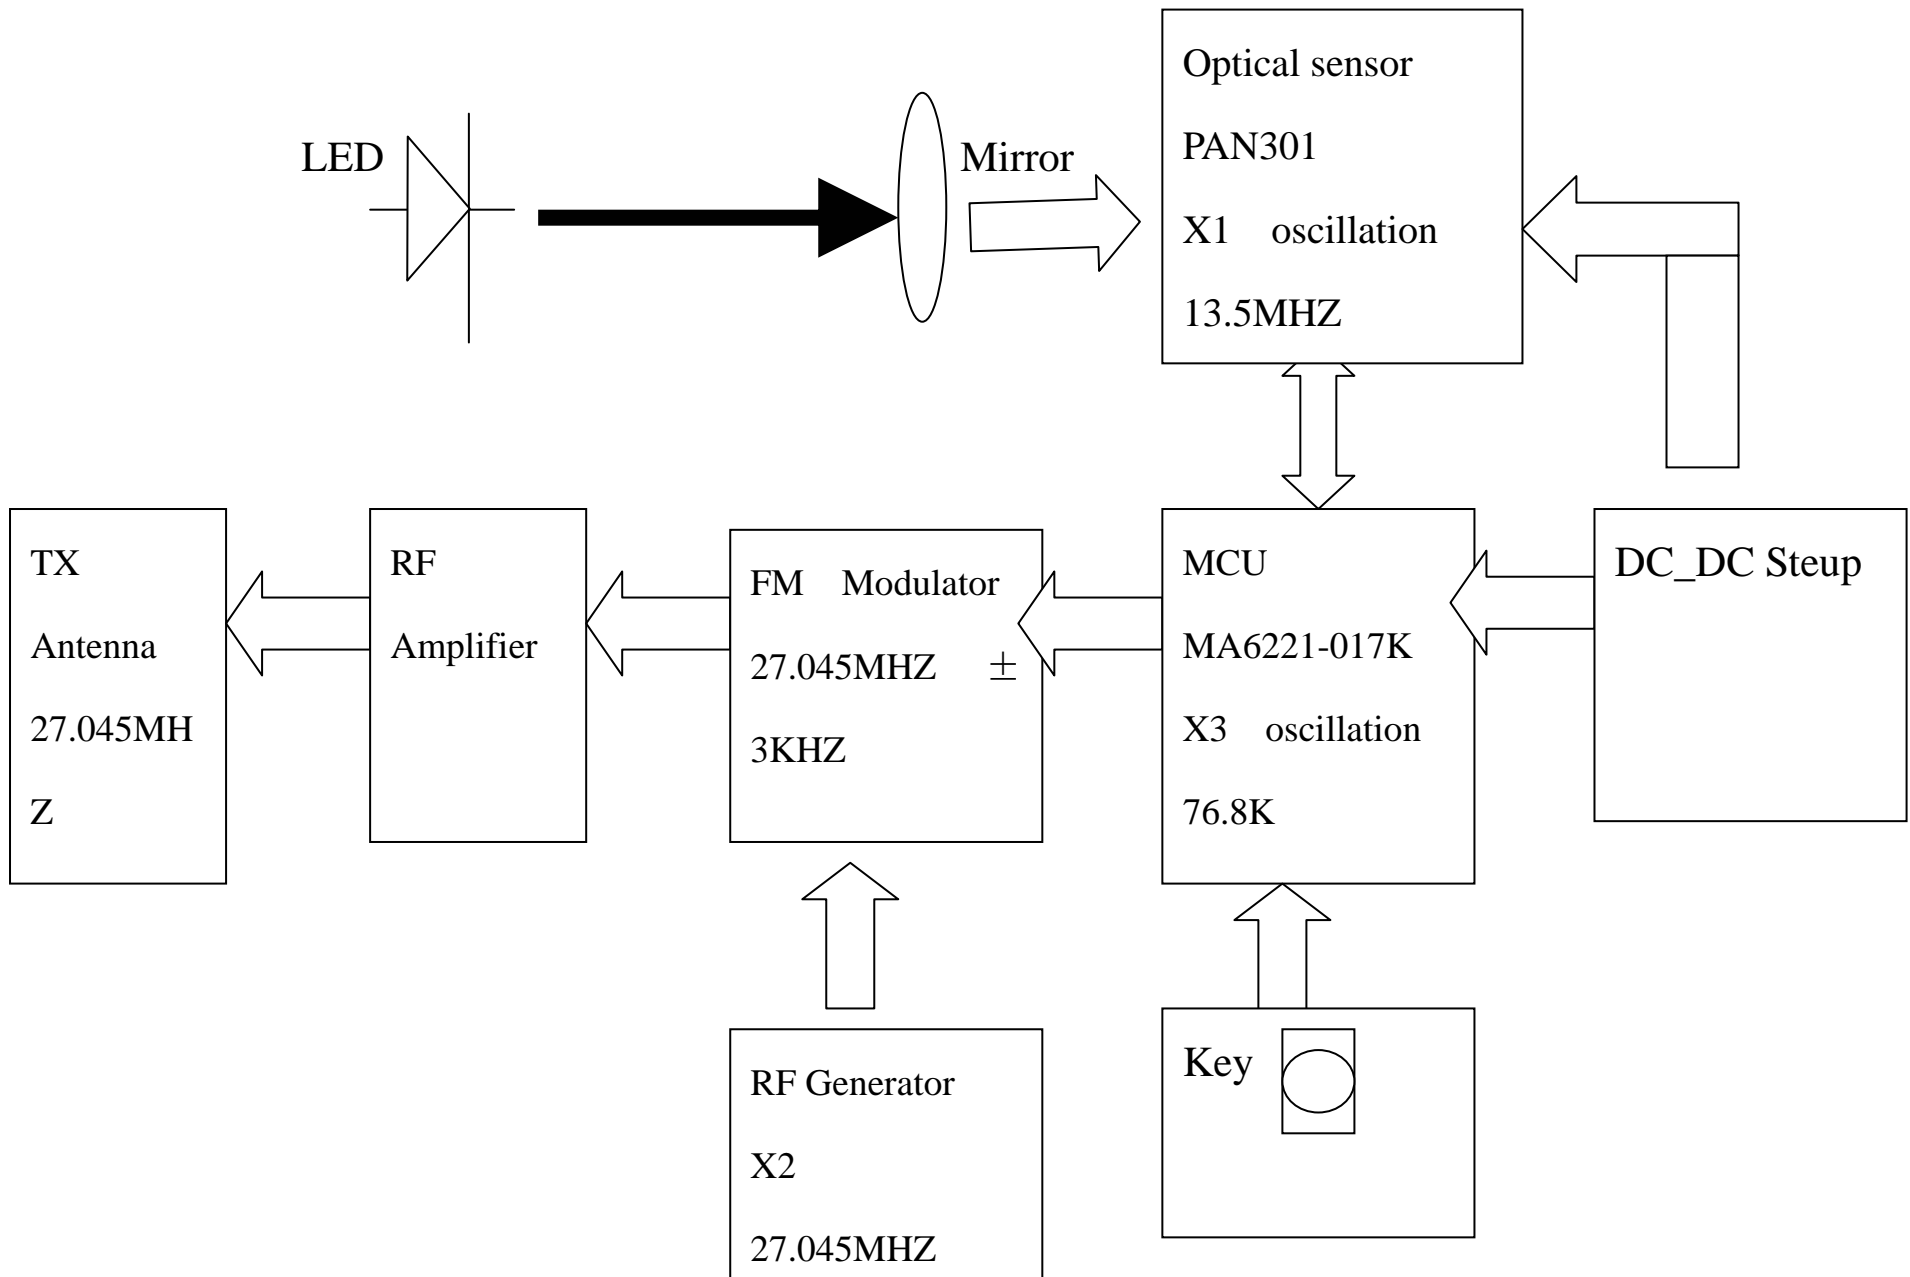 LED
Mirror
Optical sensor
PAN301
X1 oscillation
13.5MHZ
TX
Antenna
27.045MH
Z
RF
Amplifier
FM Modulator
27.045MHZ ±
3KHZ
MCU
MA6221-017K
X3 oscillation
76.8K
DC_DC Steup
RF Generator
X2
27.045MHZ
Key